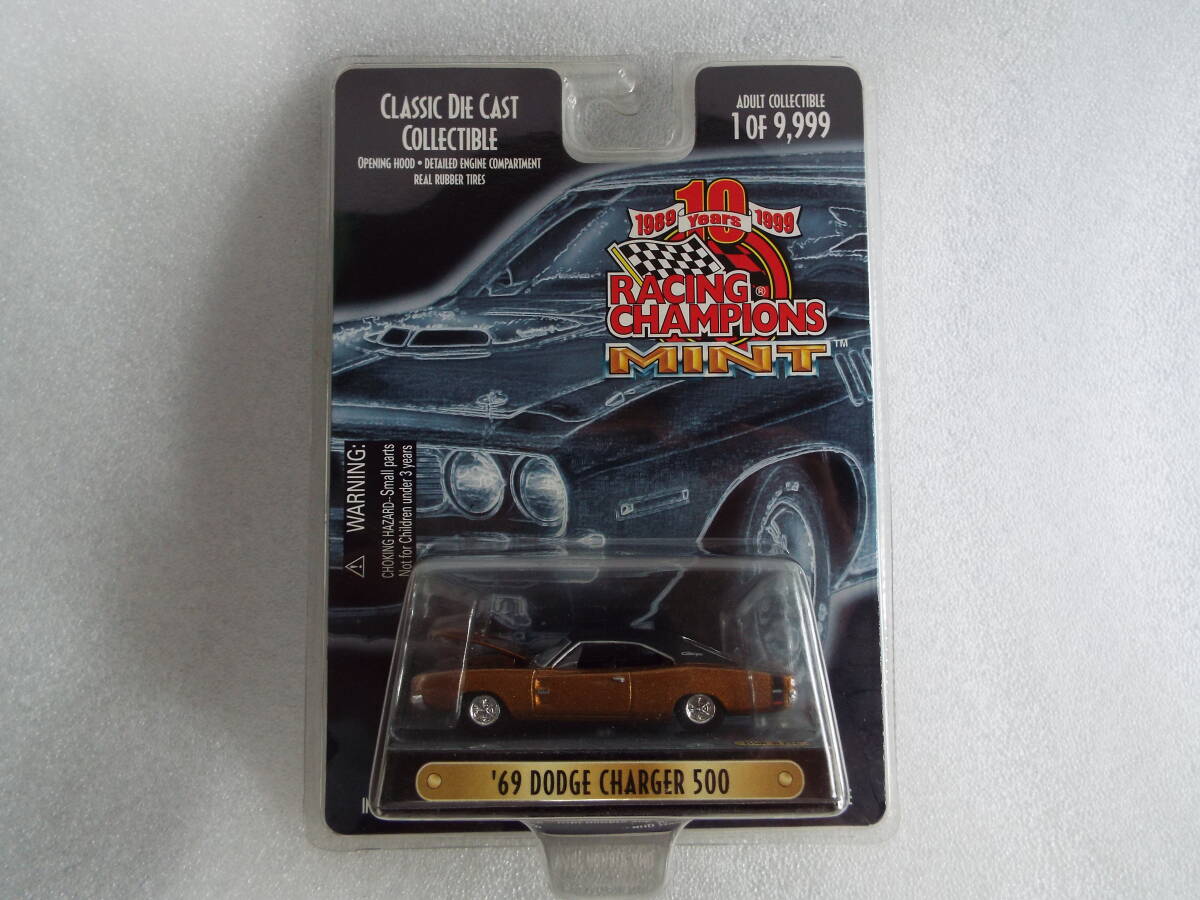 CLASSIC DIE CAST
COLLECTIBLE
OPENING HOOD • DETAILED ENGINE COMPARTMENT
REAL RUBBER TIRES
ADULT COLLECTIBLE
1 OF 9,999
10
1989 Years 1999
RACING ®
CHAMPIONS
MINT™
⚠ WARNING:
CHOKING HAZARD--Small parts
Not for Children under 3 years
Charger
'69 DODGE CHARGER 500